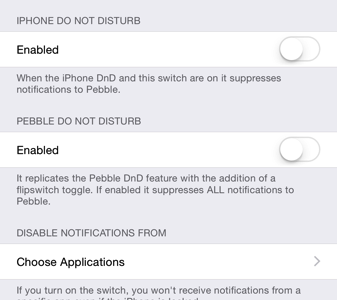 IPHONE DO NOT DISTURB
Enabled
When the iPhone DnD and this switch are on it suppresses
notifications to Pebble.
PEBBLE DO NOT DISTURB
Enabled
It replicates the Pebble DnD feature with the addition of a
flipswitch toggle. If enabled it suppresses ALL notifications to
Pebble.
DISABLE NOTIFICATIONS FROM
Choose Applications
If you turn on the switch, you won't receive notifications from a